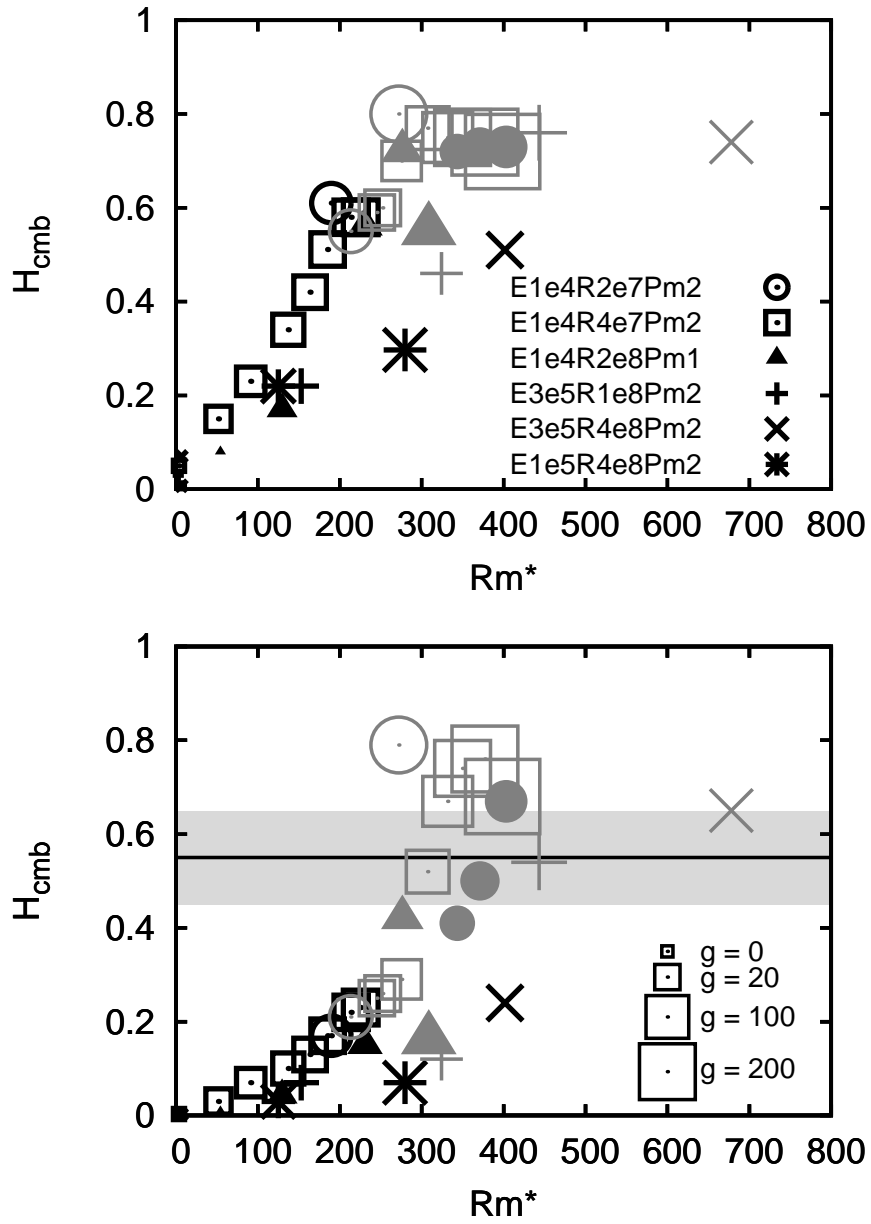 1
0.8
0.6
0.4
0.2
0
H_cmb
E1e4R2e7Pm2
E1e4R4e7Pm2
E1e4R2e8Pm1
E3e5R1e8Pm2
E3e5R4e8Pm2
E1e5R4e8Pm2
0 100 200 300 400 500 600 700 800
Rm*
1
0.8
0.6
0.4
0.2
0
H_cmb
g = 0
g = 20
g = 100
g = 200
0 100 200 300 400 500 600 700 800
Rm*